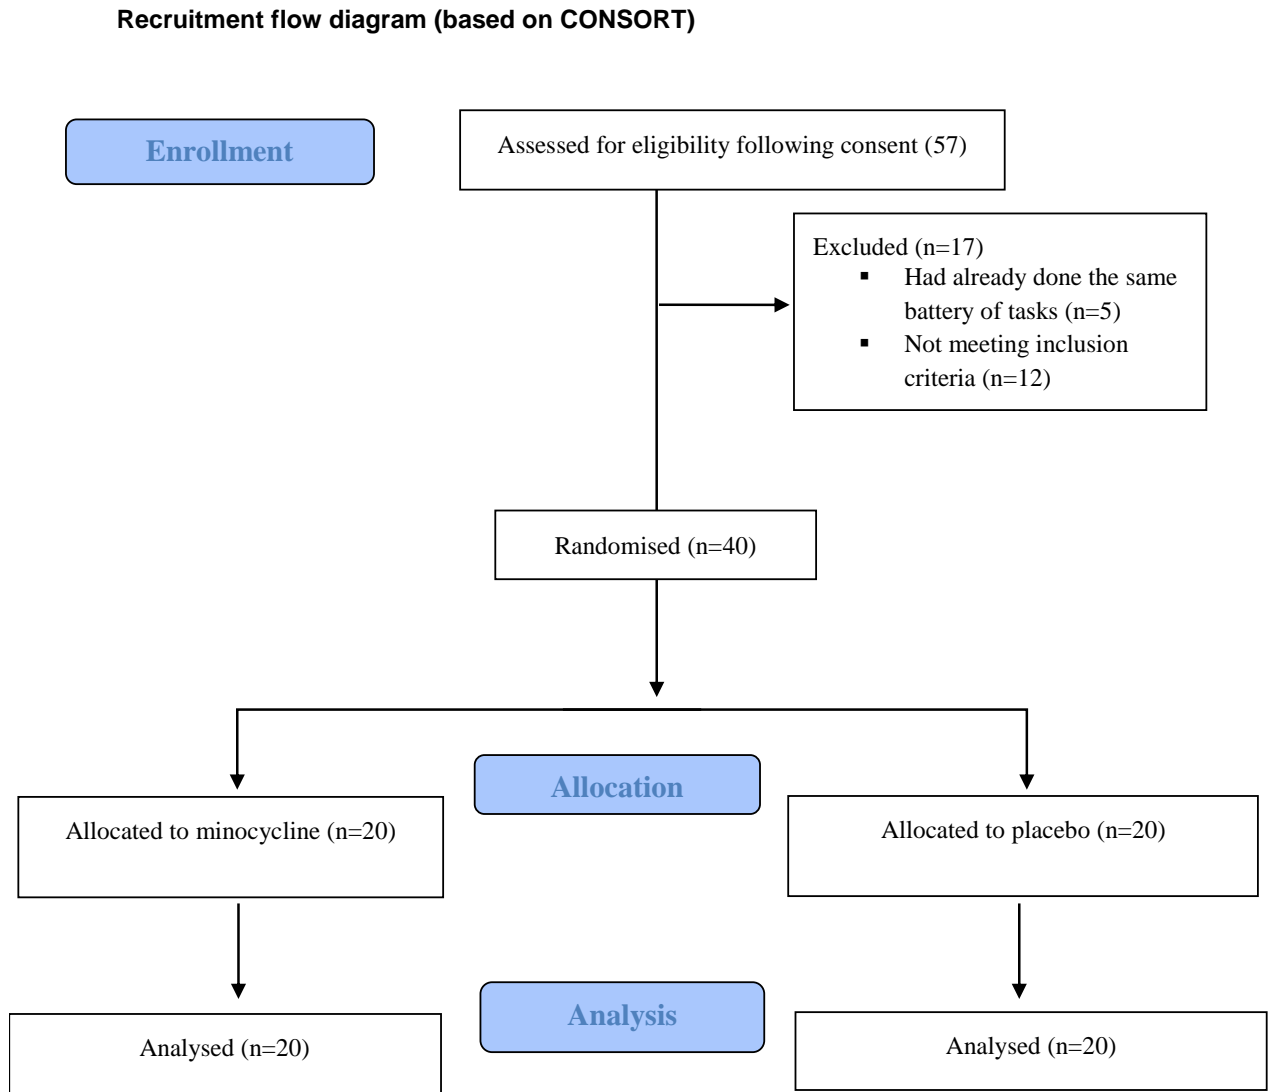 Recruitment flow diagram (based on CONSORT)
Enrollment
Assessed for eligibility following consent (57)
Excluded (n=17)
▪ Had already done the same
battery of tasks (n=5)
▪ Not meeting inclusion
criteria (n=12)
Randomised (n=40)
Allocation
Allocated to minocycline (n=20)
Allocated to placebo (n=20)
Analysis
Analysed (n=20)
Analysed (n=20)